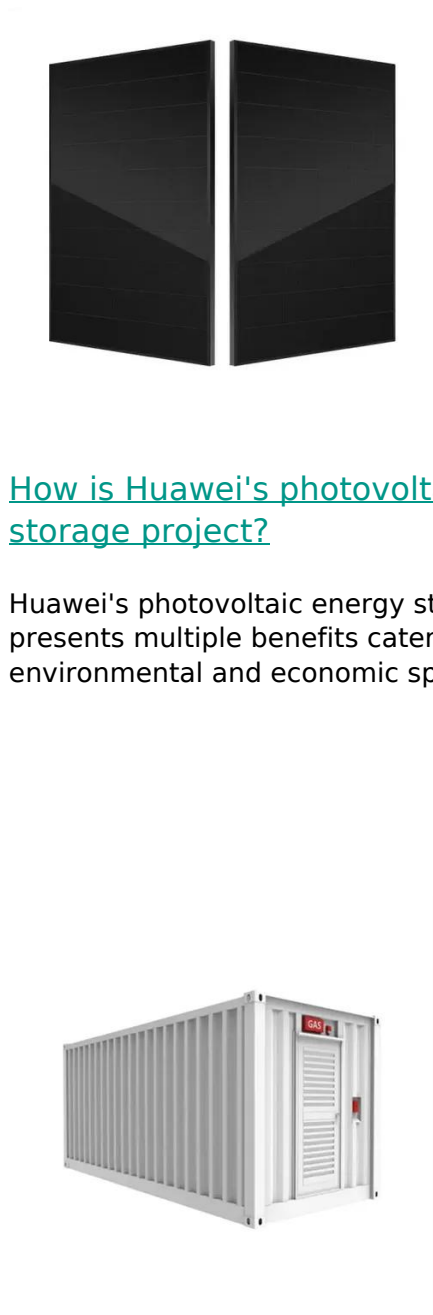 How is Huawei's photovolt
storage project?
Huawei's photovoltaic energy st
presents multiple benefits cater
environmental and economic sp
GAS